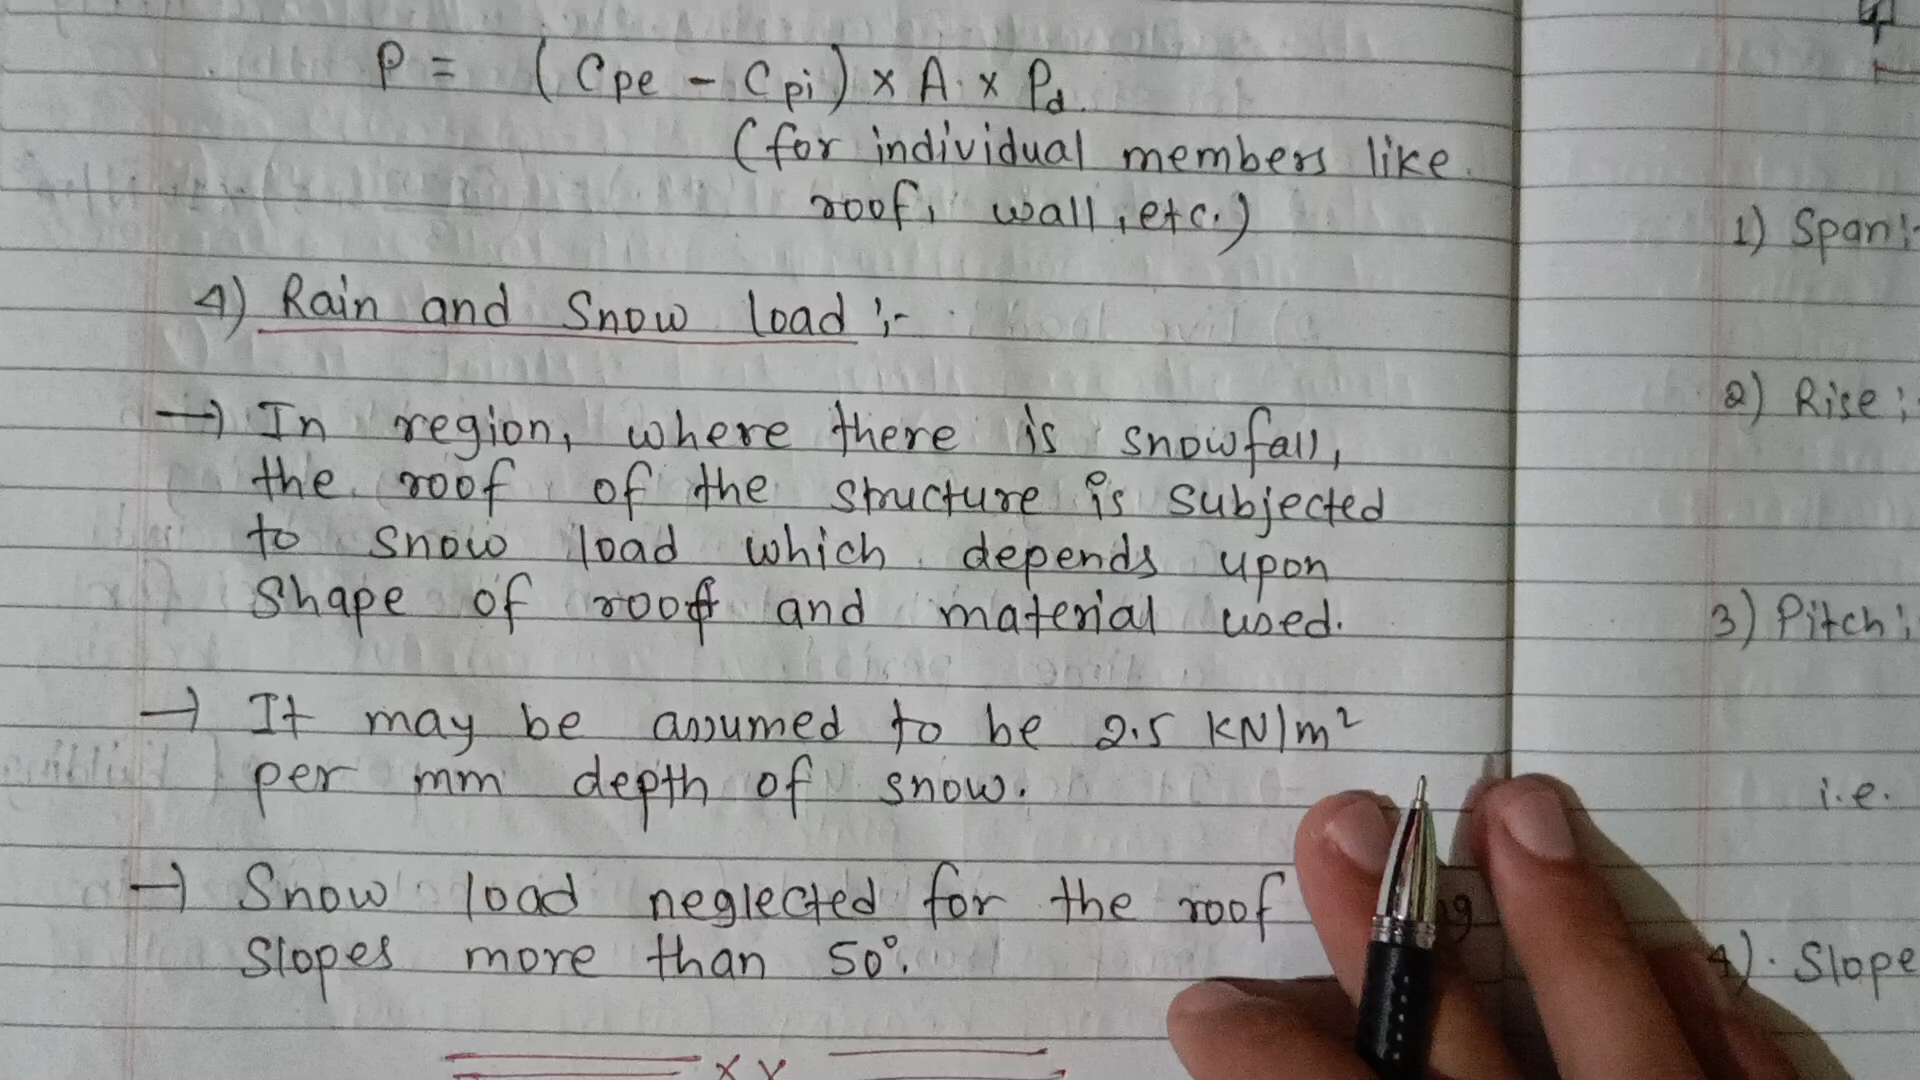 P = (Cpe - Cpi) × A × Pd.
(for individual members like
roof, wall, etc.)
4) Rain and Snow load :-
→ In region, where there is snowfall,
the roof of the structure is subjected
to snow load which depends upon
shape of roof and material used.
→ It may be assumed to be 2.5 KN/m²
per mm depth of snow.
→ Snow load neglected for the roof
slopes more than 50°.
x x
1) Span:-
2) Rise :
3) Pitch :
i.e.
4). Slope